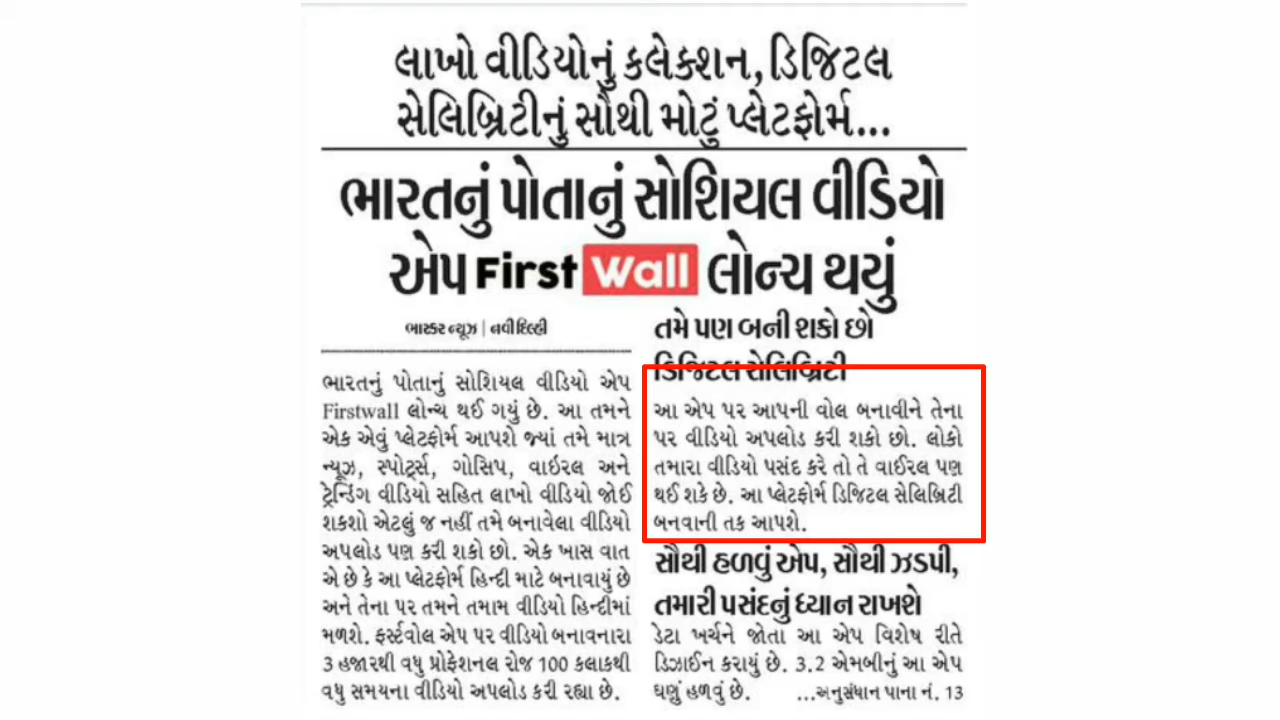 લાખો વીડિયોનું કલેક્શન, ડિજિટલ
સેલિબ્રિટીનું સૌથી મોટું પ્લેટફોર્મ...
ભારતનું પોતાનું સોશિયલ વીડિયો
એપ First Wall લોન્ચ થયું
ભાસ્કર ન્યૂઝ | નવી દિલ્હી
ભારતનું પોતાનું સોશિયલ વીડિયો એપ
Firstwall લોન્ચ થઈ ગયું છે. આ તમને
એક એવું પ્લેટફોર્મ આપશે જ્યાં તમે માત્ર
ન્યૂઝ, સ્પોર્ટ્સ, ગોસિપ, વાઇરલ અને
ટ્રેન્ડિંગ વીડિયો સહિત લાખો વીડિયો જોઈ
શકશો એટલું જ નહીં તમે બનાવેલા વીડિયો
અપલોડ પણ કરી શકો છો. એક ખાસ વાત
એ છે કે આ પ્લેટફોર્મ હિન્દી માટે બનાવાયું છે
અને તેના પર તમને તમામ વીડિયો હિન્દીમાં
મળશે. ફર્સ્ટવોલ એપ પર વીડિયો બનાવનારા
3 હજારથી વધુ પ્રોફેશનલ રોજ 100 કલાકથી
વધુ સમયના વીડિયો અપલોડ કરી રહ્યા છે.
તમે પણ બની શકો છો
ડિજિટલ સેલિબ્રિટી
આ એપ પર આપની વોલ બનાવીને તેના
પર વીડિયો અપલોડ કરી શકો છો. લોકો
તમારા વીડિયો પસંદ કરે તો તે વાઈરલ પણ
થઈ શકે છે. આ પ્લેટફોર્મ ડિજિટલ સેલિબ્રિટી
બનવાની તક આપશે.
સૌથી હળવું એપ, સૌથી ઝડપી,
તમારી પસંદનું ધ્યાન રાખશે
ડેટા ખર્ચને જોતા આ એપ વિશેષ રીતે
ડિઝાઈન કરાયું છે. 3.2 એમબીનું આ એપ
ઘણું હળવું છે. ...અનુસંધાન પાના નં. 13